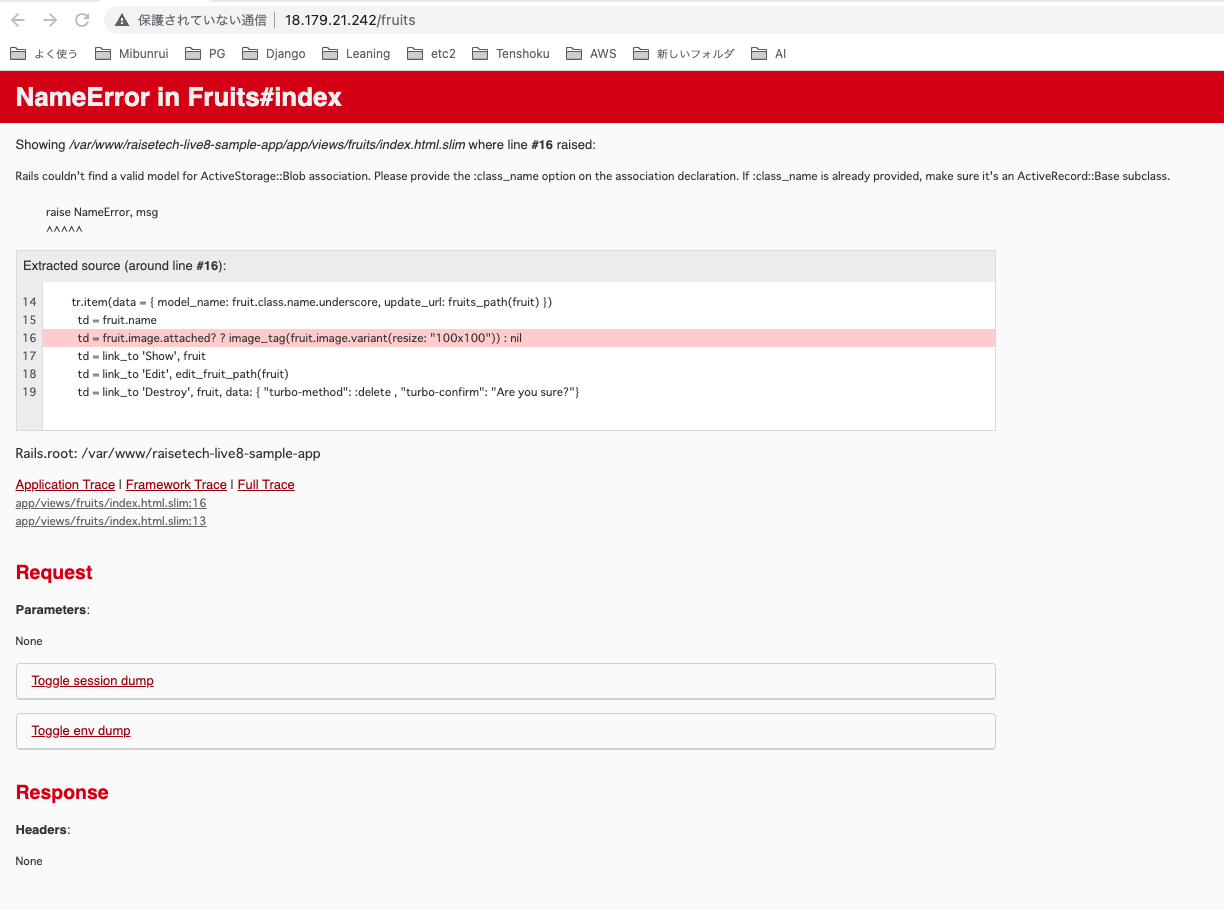 保護されていない通信 | 18.179.21.242/fruits
よく使う Mibunrui PG Django Leaning etc2 Tenshoku AWS 新しいフォルダ AI
NameError in Fruits#index
Showing /var/www/raisetech-live8-sample-app/app/views/fruits/index.html.slim where line #16 raised:
Rails couldn't find a valid model for ActiveStorage::Blob association. Please provide the :class_name option on the association declaration. If :class_name is already provided, make sure it's an ActiveRecord::Base subclass.
raise NameError, msg
^^^^^
Extracted source (around line #16):
14 tr.item(data = { model_name: fruit.class.name.underscore, update_url: fruits_path(fruit) })
15 td = fruit.name
16 td = fruit.image.attached? ? image_tag(fruit.image.variant(resize: "100x100")) : nil
17 td = link_to 'Show', fruit
18 td = link_to 'Edit', edit_fruit_path(fruit)
19 td = link_to 'Destroy', fruit, data: { "turbo-method": :delete , "turbo-confirm": "Are you sure?"}
Rails.root: /var/www/raisetech-live8-sample-app
Application Trace | Framework Trace | Full Trace
app/views/fruits/index.html.slim:16
app/views/fruits/index.html.slim:13
Request
Parameters:
None
Toggle session dump
Toggle env dump
Response
Headers:
None